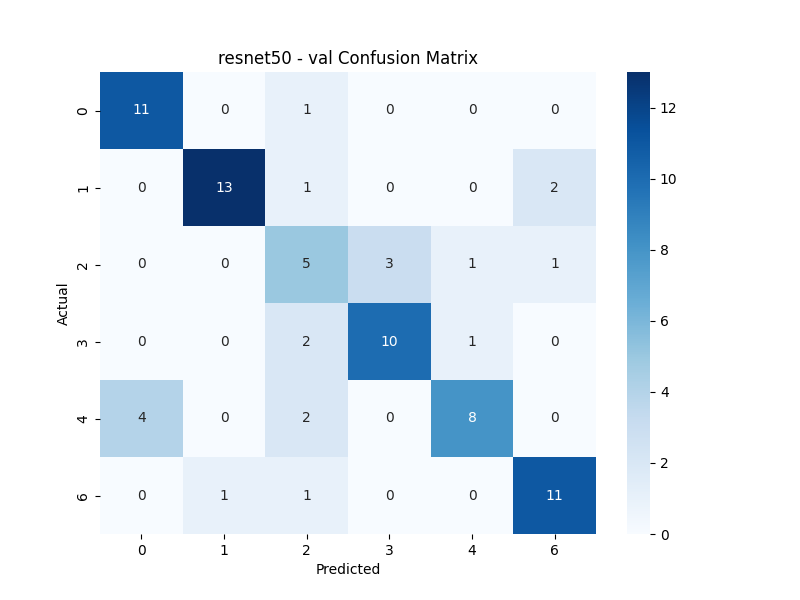 resnet50 - val Confusion Matrix
0 11 0 1 0 0 0
1 0 13 1 0 0 2
2 0 0 5 3 1 1
3 0 0 2 10 1 0
4 4 0 2 0 8 0
6 0 1 1 0 0 11
0 1 2 3 4 6
Predicted
Actual
12
10
8
6
4
2
0